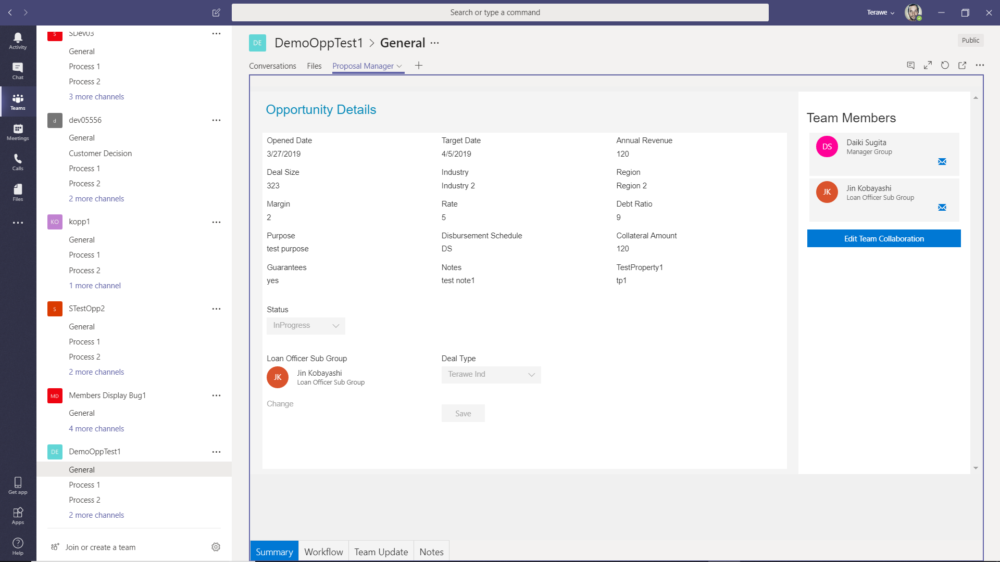 Search or type a command
Terawe
Activity
Chat
Teams
Meetings
Calls
Files
Get app
Apps
Help
S SDev03
General
Process 1
Process 2
3 more channels
d dev05556
General
Customer Decision
Process 1
Process 2
2 more channels
KO kopp1
General
Process 1
Process 2
1 more channel
S STestOpp2
General
Process 1
Process 2
2 more channels
MD Members Display Bug1
General
4 more channels
DE DemoOppTest1
General
Process 1
Process 2
2 more channels
Join or create a team
DE DemoOppTest1 > General ···
Public
Conversations Files Proposal Manager
Opportunity Details
Opened Date Target Date Annual Revenue
3/27/2019 4/5/2019 120
Deal Size Industry Region
323 Industry 2 Region 2
Margin Rate Debt Ratio
2 5 9
Purpose Disbursement Schedule Collateral Amount
test purpose DS 120
Guarantees Notes TestProperty1
yes test note1 tp1
Status
InProgress
Loan Officer Sub Group Deal Type
JK Jin Kobayashi Terawe Ind
Loan Officer Sub Group
Change
Save
Team Members
DS Daiki Sugita
Manager Group
JK Jin Kobayashi
Loan Officer Sub Group
Edit Team Collaboration
Summary Workflow Team Update Notes